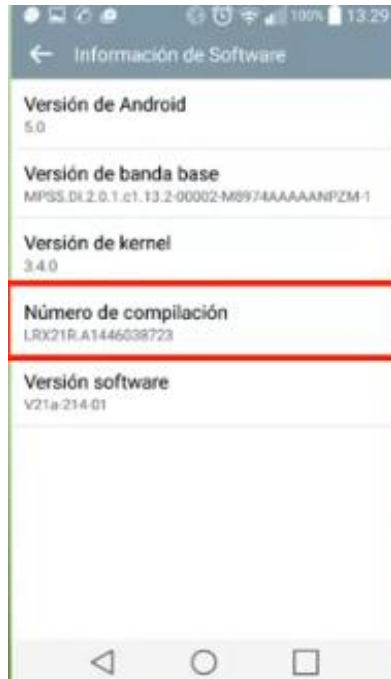 100% 13:29
Información de Software
Versión de Android
5.0
Versión de banda base
MPSS.DI.2.0.1.c1.13.2-00002-M8974AAAAANPZM-1
Versión de kernel
3.4.0
Número de compilación
LRX21R.A1446038723
Versión software
V21a-214-01